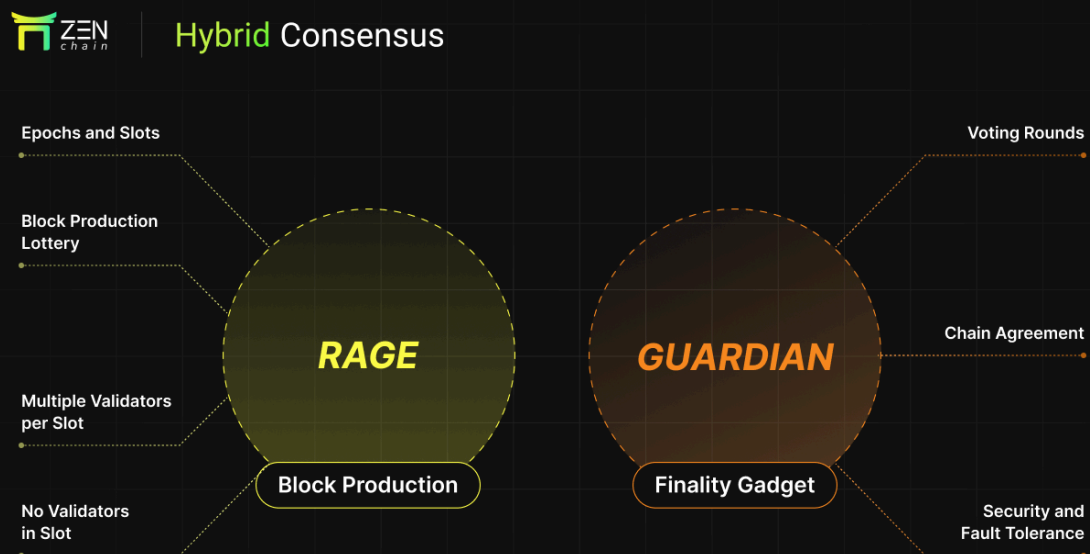 ZEN
chain
Hybrid Consensus
Epochs and Slots
Block Production
Lottery
Multiple Validators
per Slot
No Validators
in Slot
RAGE
Block Production
GUARDIAN
Finality Gadget
Voting Rounds
Chain Agreement
Security and
Fault Tolerance